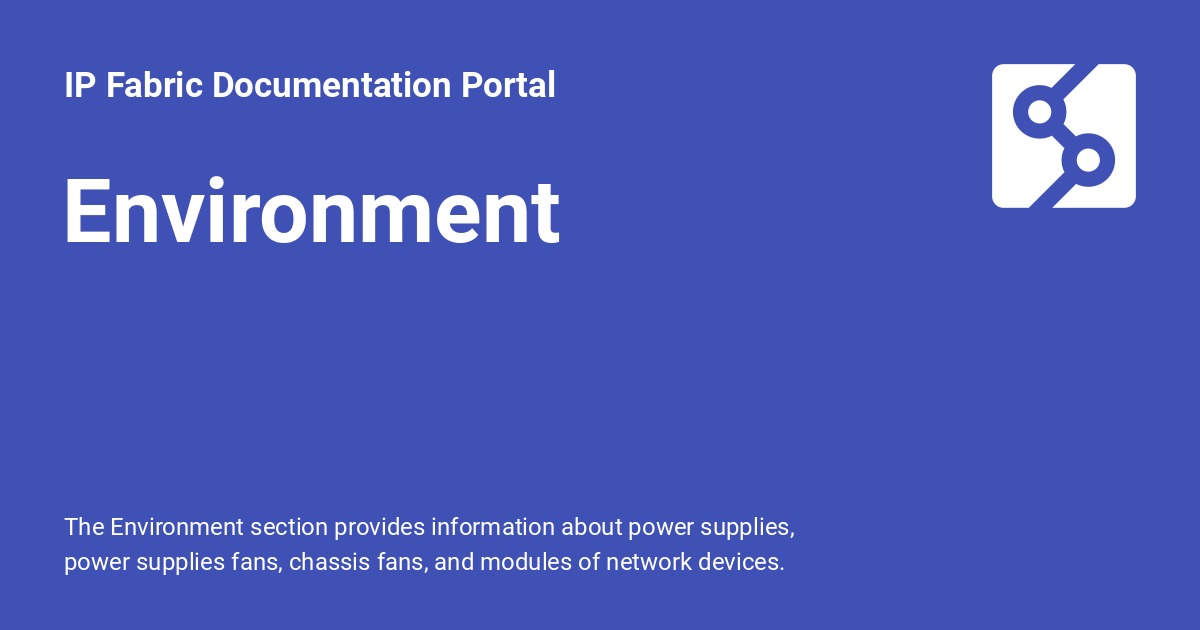 IP Fabric Documentation Portal
Environment
The Environment section provides information about power supplies,
power supplies fans, chassis fans, and modules of network devices.